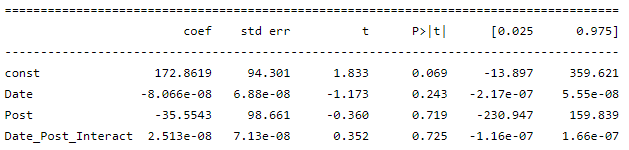 ==============================================================================
coef std err t P>|t| [0.025 0.975]
------------------------------------------------------------------------------
const 172.8619 94.301 1.833 0.069 -13.897 359.621
Date -8.066e-08 6.88e-08 -1.173 0.243 -2.17e-07 5.55e-08
Post -35.5543 98.661 -0.360 0.719 -230.947 159.839
Date_Post_Interact 2.513e-08 7.13e-08 0.352 0.725 -1.16e-07 1.66e-07